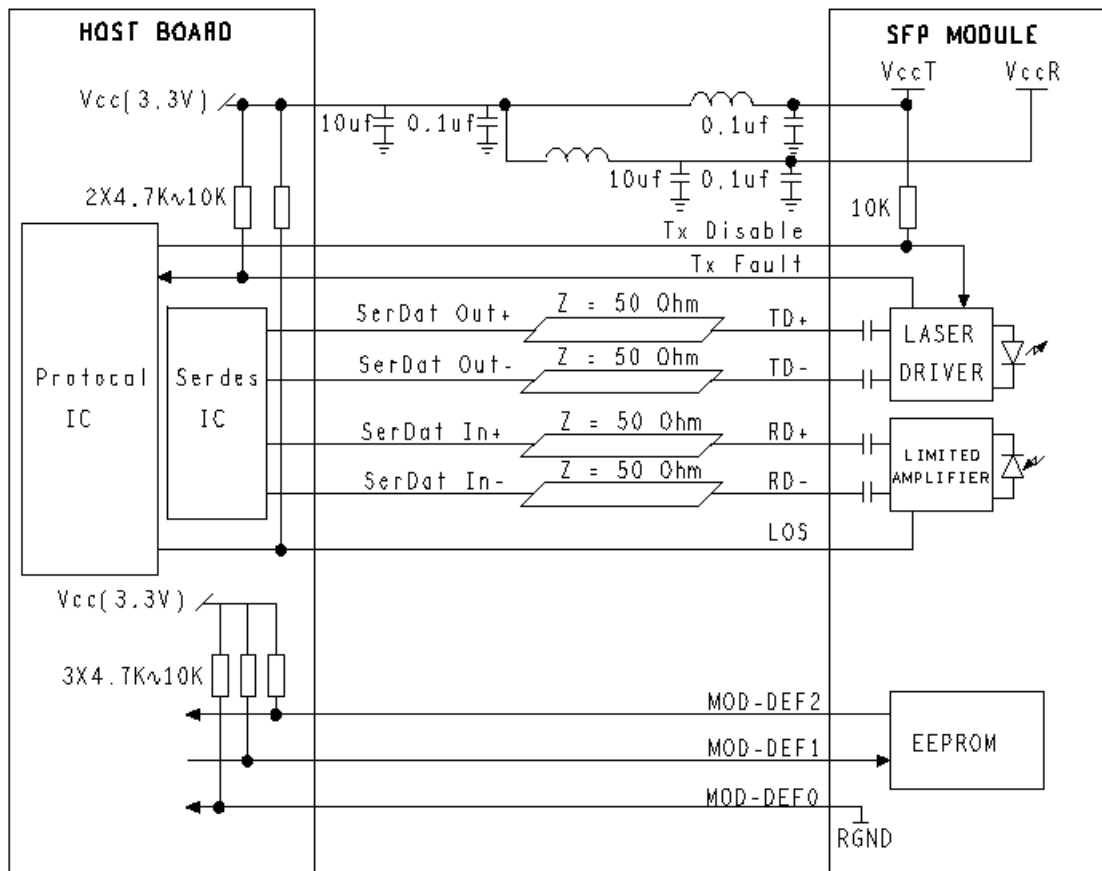 HOST BOARD
SFP MODULE
VccT
VccR
Vcc(3.3V)
10uf
0.1uf
0.1uf
10uf
0.1uf
2X4.7K~10K
10K
Tx Disable
Tx Fault
Protocal
IC
Serdes
IC
SerDat Out+
Z = 50 Ohm
TD+
SerDat Out-
Z = 50 Ohm
TD-
LASER
DRIVER
SerDat In+
Z = 50 Ohm
RD+
SerDat In-
Z = 50 Ohm
RD-
LIMITED
AMPLIFIER
LOS
Vcc(3.3V)
3X4.7K~10K
MOD-DEF2
MOD-DEF1
MOD-DEF0
EEPROM
RGND